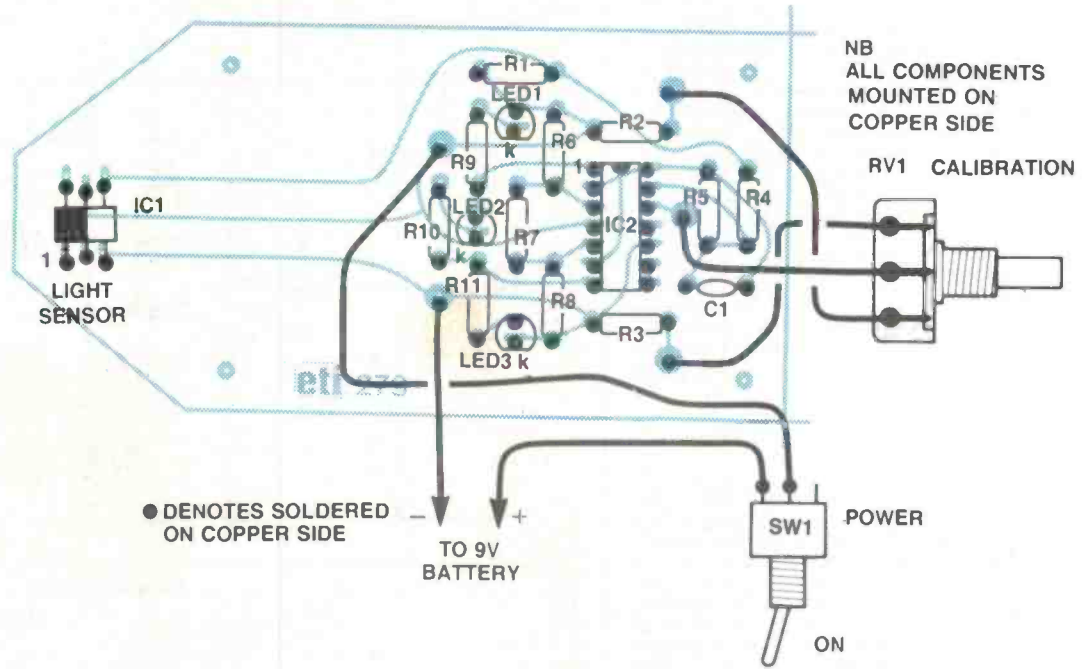 NB
ALL COMPONENTS
MOUNTED ON
COPPER SIDE
RV1 CALIBRATION
R1
LED1
R2
k
R9
R6
1
IC1
R5
R4
LED2
R10
IC2
R7
k
1
LIGHT
SENSOR
R11
R8
C1
R3
LED3 k
eti 279
● DENOTES SOLDERED
ON COPPER SIDE
− +
TO 9V
BATTERY
SW1
POWER
ON